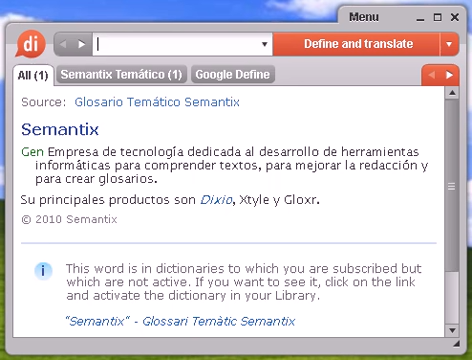 Menu
di
Define and translate
All (1)
Semantix Temático (1)
Google Define
Source: Glosario Temático Semantix
Semantix
Gen Empresa de tecnología dedicada al desarrollo de herramientas
informáticas para comprender textos, para mejorar la redacción y
para crear glosarios.
Su principales productos son Dixio, Xtyle y Gloxr.
© 2010 Semantix
i
This word is in dictionaries to which you are subscribed but
which are not active. If you want to see it, click on the link
and activate the dictionary in your Library.
"Semantix" - Glossari Temàtic Semantix